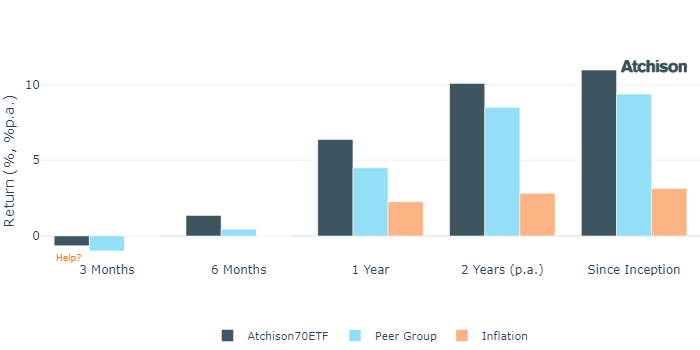 Atchison
10
5
0
Return (%, %p.a.)
Help?
3 Months
6 Months
1 Year
2 Years (p.a.)
Since Inception
Atchison70ETF
Peer Group
Inflation